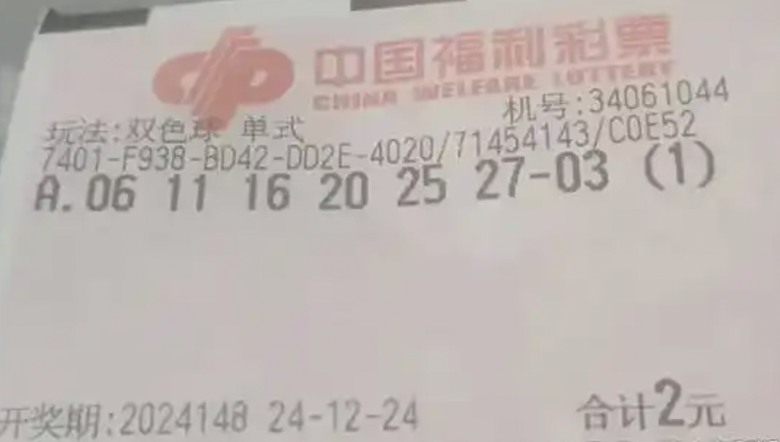 中国福利彩票
CHINA WELFARE LOTTERY
机号:34061044
玩法:双色球 单式
7401-F938-BD42-DD2E-4020/71454143/C0E52
A.06 11 16 20 25 27-03 (1)
开奖期:2024148 24-12-24
合计2元